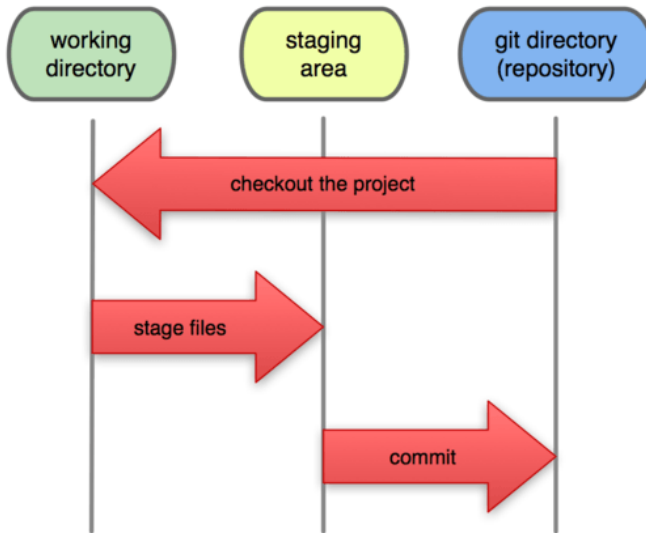 working
directory
staging
area
git directory
(repository)
checkout the project
stage files
commit